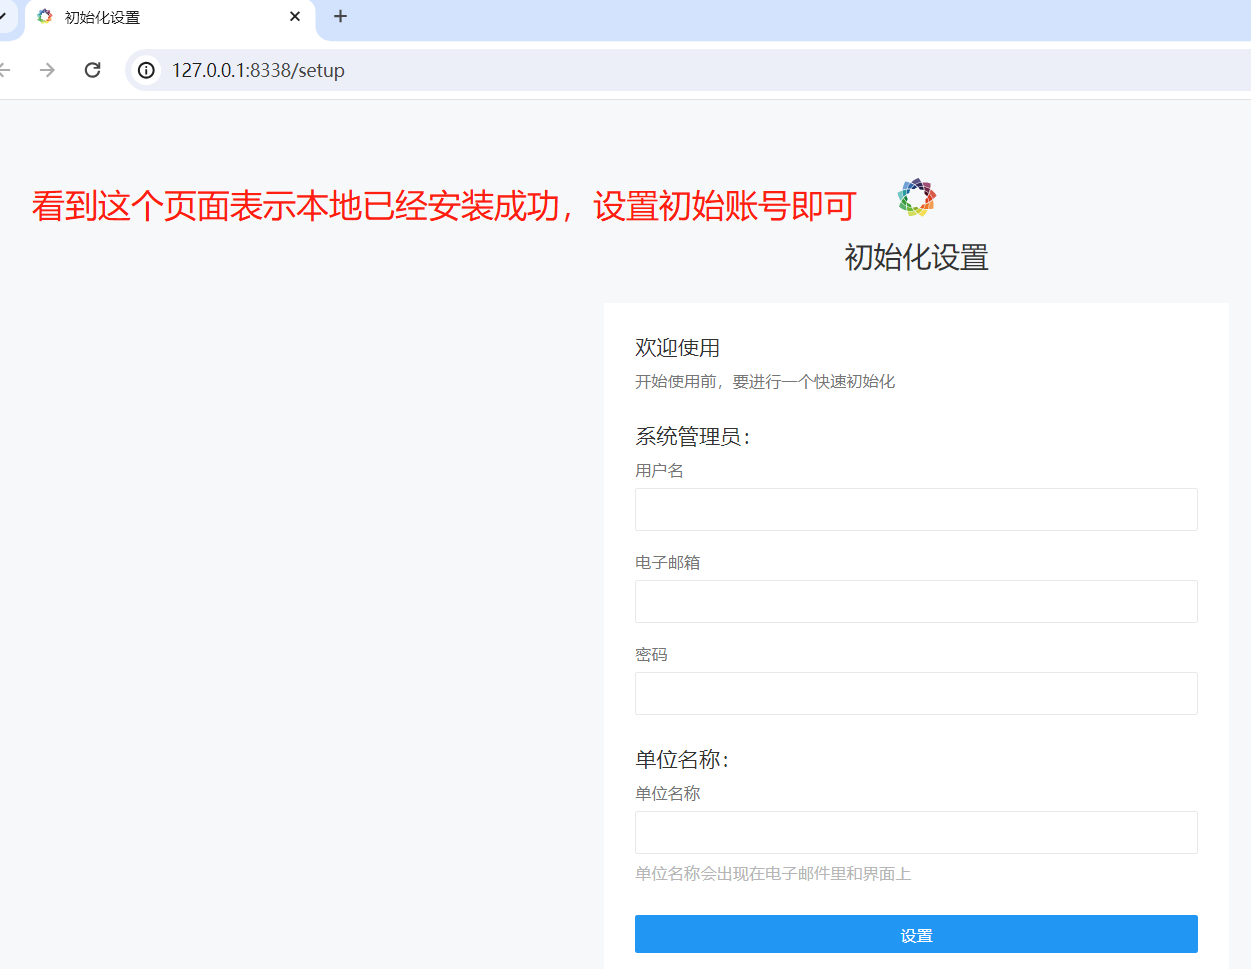 初始化设置
127.0.0.1:8338/setup
看到这个页面表示本地已经安装成功，设置初始账号即可
初始化设置
欢迎使用
开始使用前，要进行一个快速初始化
系统管理员：
用户名
电子邮箱
密码
单位名称：
单位名称
单位名称会出现在电子邮件里和界面上
设置